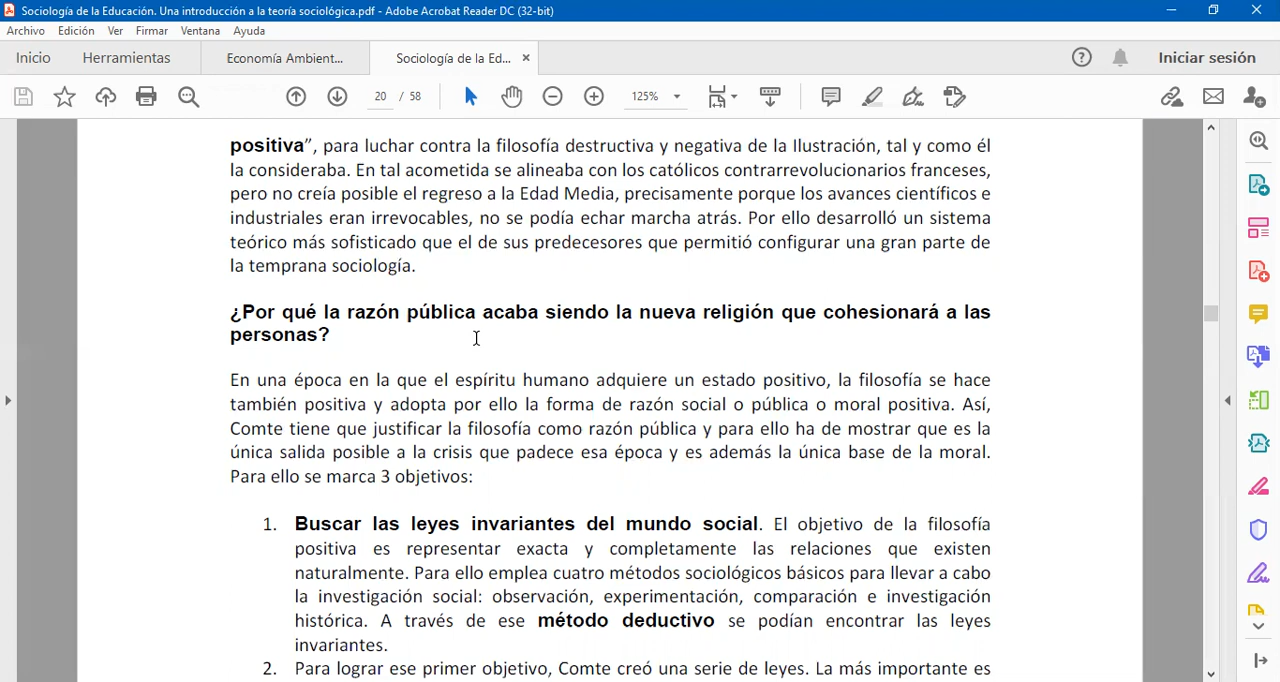 Sociología de la Educación. Una introducción a la teoría sociológica.pdf - Adobe Acrobat Reader DC (32-bit)
Archivo Edición Ver Firmar Ventana Ayuda
Inicio Herramientas Economía Ambient... Sociología de la Ed... × Iniciar sesión
20 / 58 125%
positiva”, para luchar contra la filosofía destructiva y negativa de la Ilustración, tal y como él
la consideraba. En tal acometida se alineaba con los católicos contrarrevolucionarios franceses,
pero no creía posible el regreso a la Edad Media, precisamente porque los avances científicos e
industriales eran irrevocables, no se podía echar marcha atrás. Por ello desarrolló un sistema
teórico más sofisticado que el de sus predecesores que permitió configurar una gran parte de
la temprana sociología.
¿Por qué la razón pública acaba siendo la nueva religión que cohesionará a las
personas?
En una época en la que el espíritu humano adquiere un estado positivo, la filosofía se hace
también positiva y adopta por ello la forma de razón social o pública o moral positiva. Así,
Comte tiene que justificar la filosofía como razón pública y para ello ha de mostrar que es la
única salida posible a la crisis que padece esa época y es además la única base de la moral.
Para ello se marca 3 objetivos:
1. Buscar las leyes invariantes del mundo social. El objetivo de la filosofía
positiva es representar exacta y completamente las relaciones que existen
naturalmente. Para ello emplea cuatro métodos sociológicos básicos para llevar a cabo
la investigación social: observación, experimentación, comparación e investigación
histórica. A través de ese método deductivo se podían encontrar las leyes
invariantes.
2. Para lograr ese primer objetivo, Comte creó una serie de leyes. La más importante es